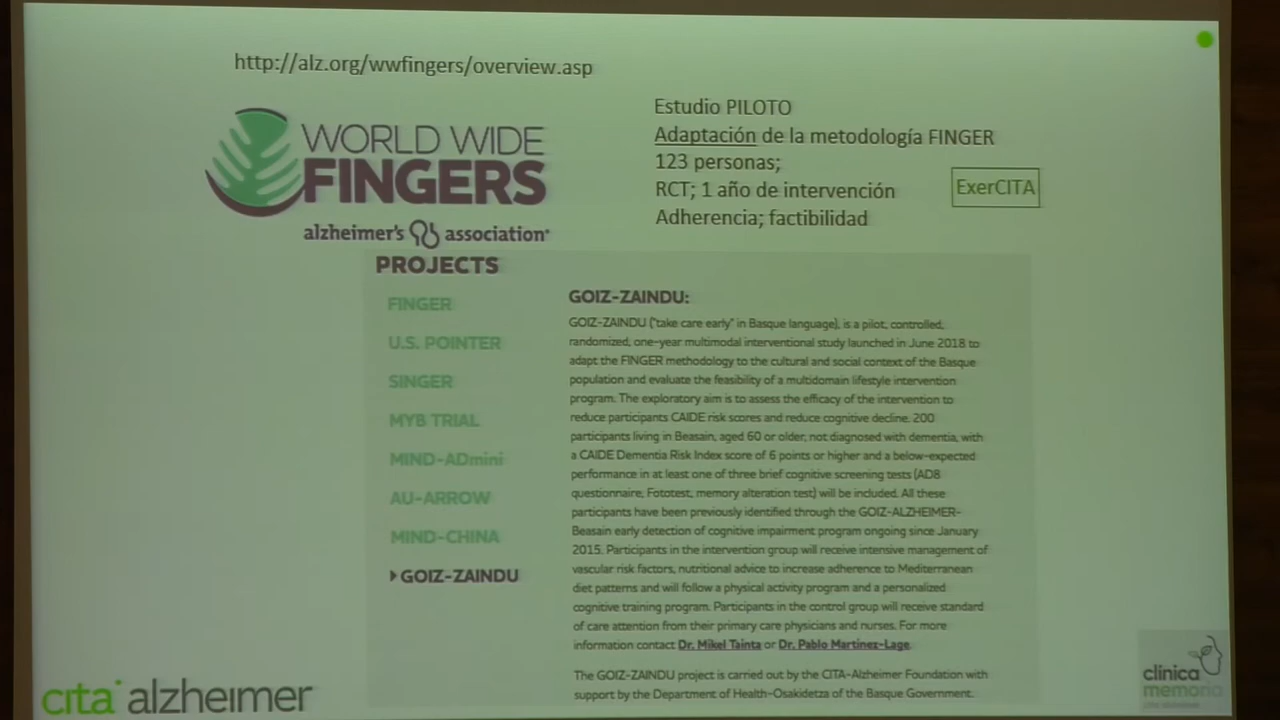 http://alz.org/wwfingers/overview.asp
WORLD WIDE
FINGERS
alzheimer's association
Estudio PILOTO
Adaptación de la metodología FINGER
123 personas;
RCT; 1 año de intervención
Adherencia; factibilidad
ExerCITA
PROJECTS
FINGER
U.S. POINTER
SINGER
MYB TRIAL
MIND-ADmini
AU-ARROW
MIND-CHINA
GOIZ-ZAINDU
GOIZ-ZAINDU:
GOIZ-ZAINDU ("take care early" in Basque language), is a pilot, controlled,
randomized, one-year multimodal interventional study launched in June 2018 to
adapt the FINGER methodology to the cultural and social context of the Basque
population and evaluate the feasibility of a multidomain lifestyle intervention
program. The exploratory aim is to assess the efficacy of the intervention to
reduce participants CAIDE risk scores and reduce cognitive decline. 200
participants living in Beasain, aged 60 or older, not diagnosed with dementia, with
a CAIDE Dementia Risk Index score of 6 points or higher and a below-expected
performance in at least one of three brief cognitive screening tests (AD8
questionnaire, Fototest, memory alteration test) will be included. All these
participants have been previously identified through the GOIZ-ALZHEIMER-
Beasain early detection of cognitive impairment program ongoing since January
2015. Participants in the intervention group will receive intensive management of
vascular risk factors, nutritional advice to increase adherence to Mediterranean
diet patterns and will follow a physical activity program and a personalized
cognitive training program. Participants in the control group will receive standard
of care attention from their primary care physicians and nurses. For more
information contact Dr. Mikel Tainta or Dr. Pablo Martinez-Lage.
The GOIZ-ZAINDU project is carried out by the CITA-Alzheimer Foundation with
support by the Department of Health-Osakidetza of the Basque Government.
cita alzheimer
clínica
memoria